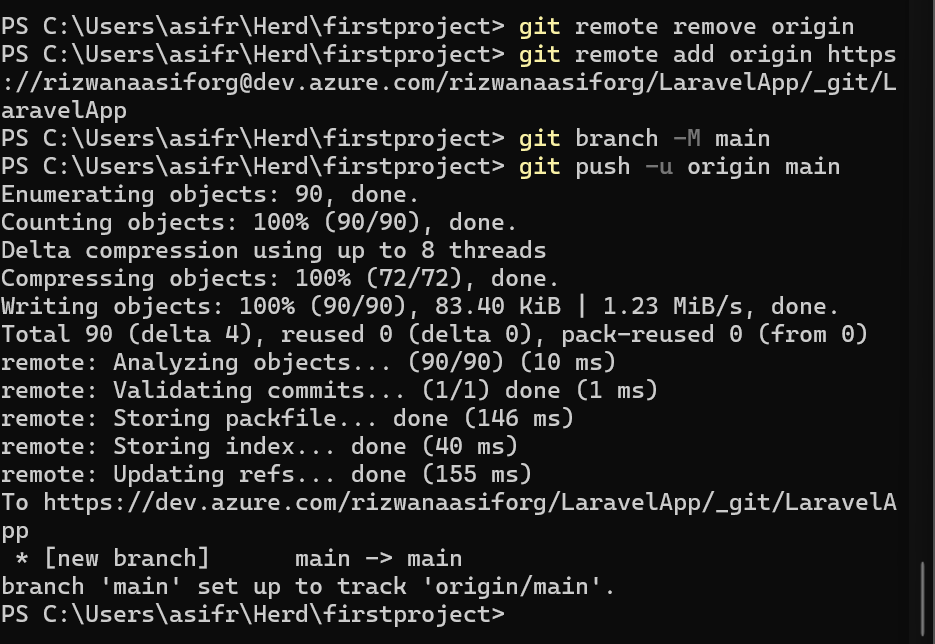 PS C:\Users\asifr\Herd\firstproject> git remote remove origin
PS C:\Users\asifr\Herd\firstproject> git remote add origin https
://rizwanaasiforg@dev.azure.com/rizwanaasiforg/LaravelApp/_git/L
aravelApp
PS C:\Users\asifr\Herd\firstproject> git branch -M main
PS C:\Users\asifr\Herd\firstproject> git push -u origin main
Enumerating objects: 90, done.
Counting objects: 100% (90/90), done.
Delta compression using up to 8 threads
Compressing objects: 100% (72/72), done.
Writing objects: 100% (90/90), 83.40 KiB | 1.23 MiB/s, done.
Total 90 (delta 4), reused 0 (delta 0), pack-reused 0 (from 0)
remote: Analyzing objects... (90/90) (10 ms)
remote: Validating commits... (1/1) done (1 ms)
remote: Storing packfile... done (146 ms)
remote: Storing index... done (40 ms)
remote: Updating refs... done (155 ms)
To https://dev.azure.com/rizwanaasiforg/LaravelApp/_git/LaravelA
pp
 * [new branch]      main -> main
branch 'main' set up to track 'origin/main'.
PS C:\Users\asifr\Herd\firstproject>